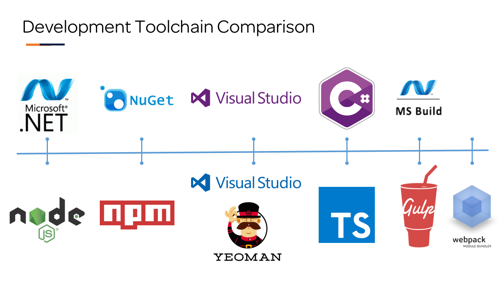 Development Toolchain Comparison
Microsoft®
.NET
NuGet
Visual Studio
C#
MS Build
node
JS
npm
Visual Studio
YEOMAN
TS
Gulp
webpack
MODULE BUNDLER